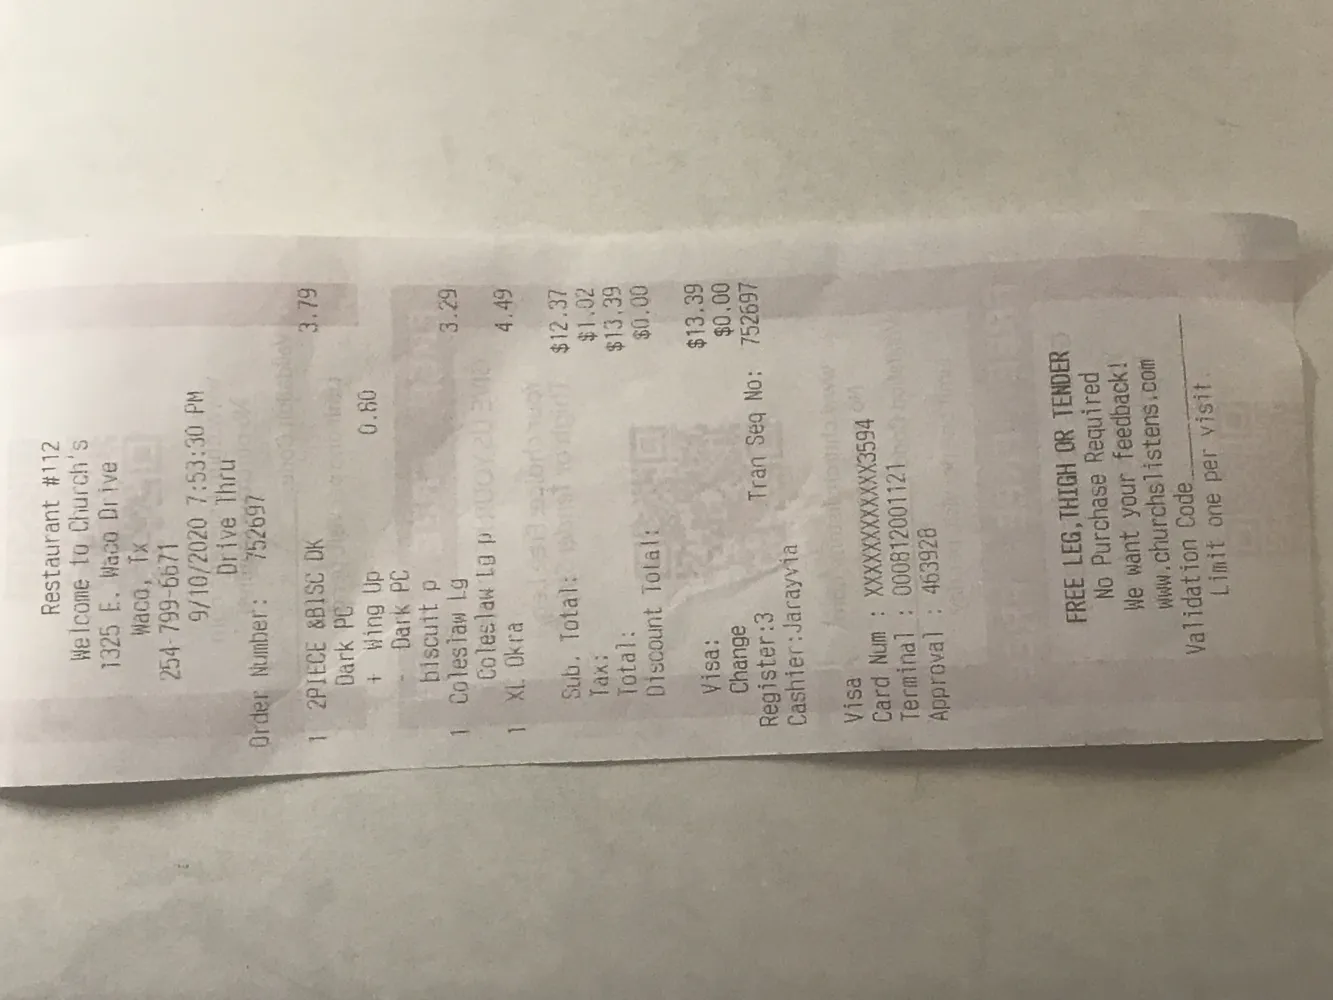 Restaurant #112
Welcome to Church's
1325 E. Waco Drive
Waco, Tx
254-799-6671
9/10/2020 7:53:30 PM
Drive Thru
Order Number: 752697
1 2PIECE &BISC DK 3.79
Dark PC
+ Wing Up 0.80
- Dark PC
biscuit p
1 Coleslaw Lg 3.29
Coleslaw Lg p
1 XL Okra 4.49
Sub. Total: $12.37
Tax: $1.02
Total: $13.39
Discount Total: $0.00
Visa: $13.39
Change $0.00
Register:3 Tran Seq No: 752697
Cashier:Jarayvia
Visa
Card Num : XXXXXXXXXXXX3594
Terminal : 000812001121
Approval : 463928
FREE LEG,THIGH OR TENDER
No Purchase Required
We want your feedback!
www.churchslistens.com
Validation Code
Limit one per visit.